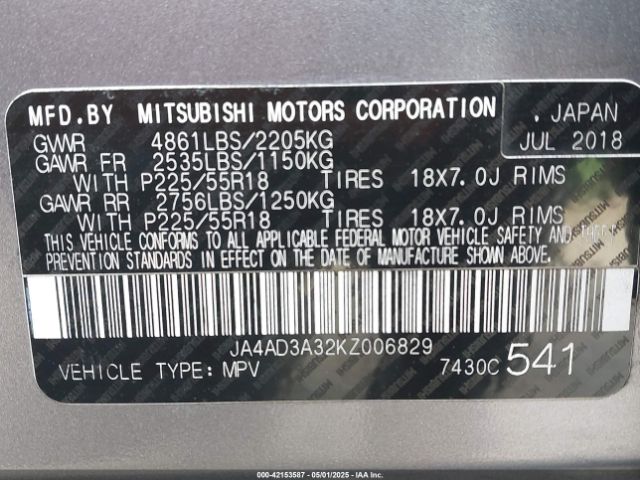 MFD.BY MITSUBISHI MOTORS CORPORATION . JAPAN
GVWR 4861LBS/2205KG JUL 2018
GAWR FR 2535LBS/1150KG
WITH P225/55R18 TIRES 18X7.0J RIMS
GAWR RR 2756LBS/1250KG
WITH P225/55R18 TIRES 18X7.0J RIMS
THIS VEHICLE CONFORMS TO ALL APPLICABLE FEDERAL MOTOR VEHICLE SAFETY AND THEFT
PREVENTION STANDARDS IN EFFECT ON THE DATE OF MANUFACTURE SHOWN ABOVE.
JA4AD3A32KZ006829
VEHICLE TYPE: MPV 7430C 541
000-42153587 05/01/2025 IAA Inc.